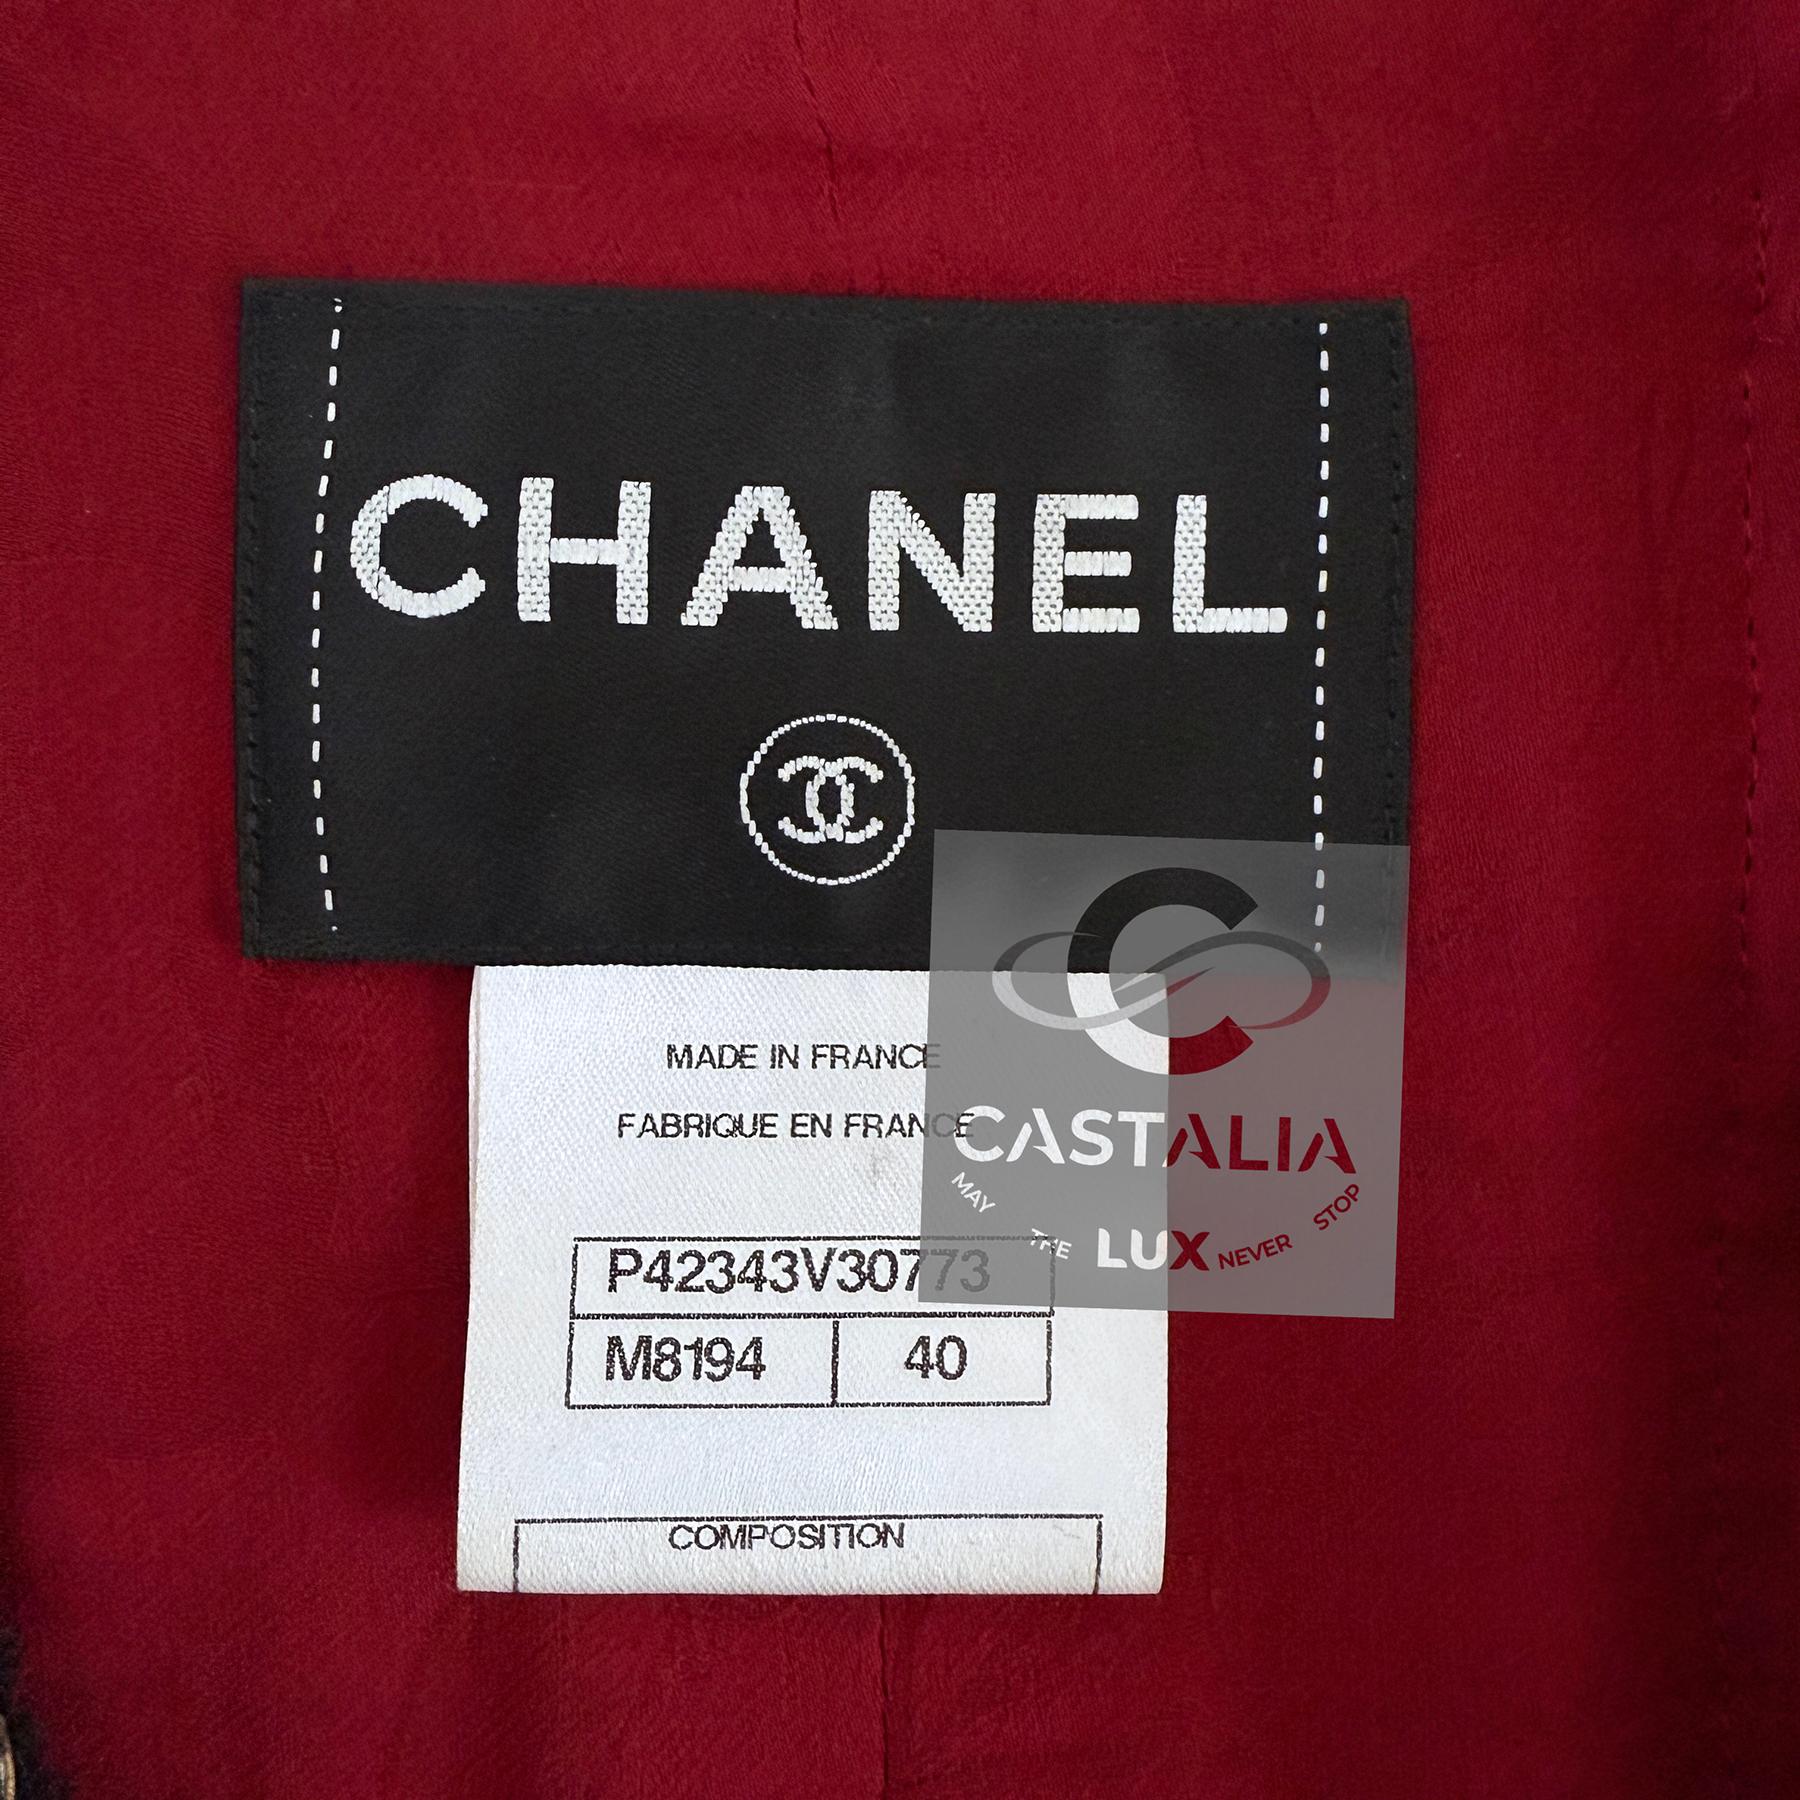 CHANEL
MADE IN FRANCE
FABRIQUE EN FRANCE
P42343V30773
M8194 40
COMPOSITION
CASTALIA
MAY THE LUX NEVER STOP